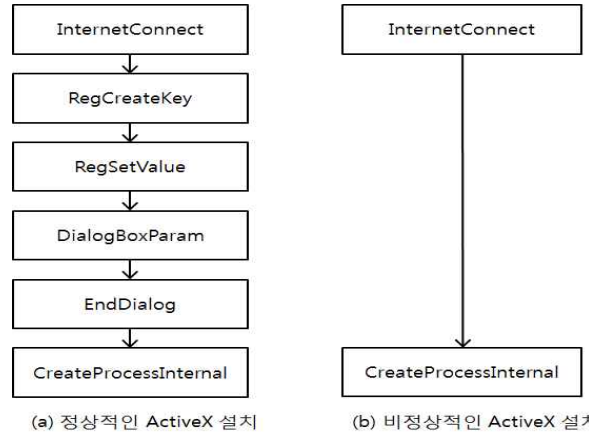 InternetConnect
RegCreateKey
RegSetValue
DialogBoxParam
EndDialog
CreateProcessInternal
(a) 정상적인 ActiveX 설치
InternetConnect
CreateProcessInternal
(b) 비정상적인 ActiveX